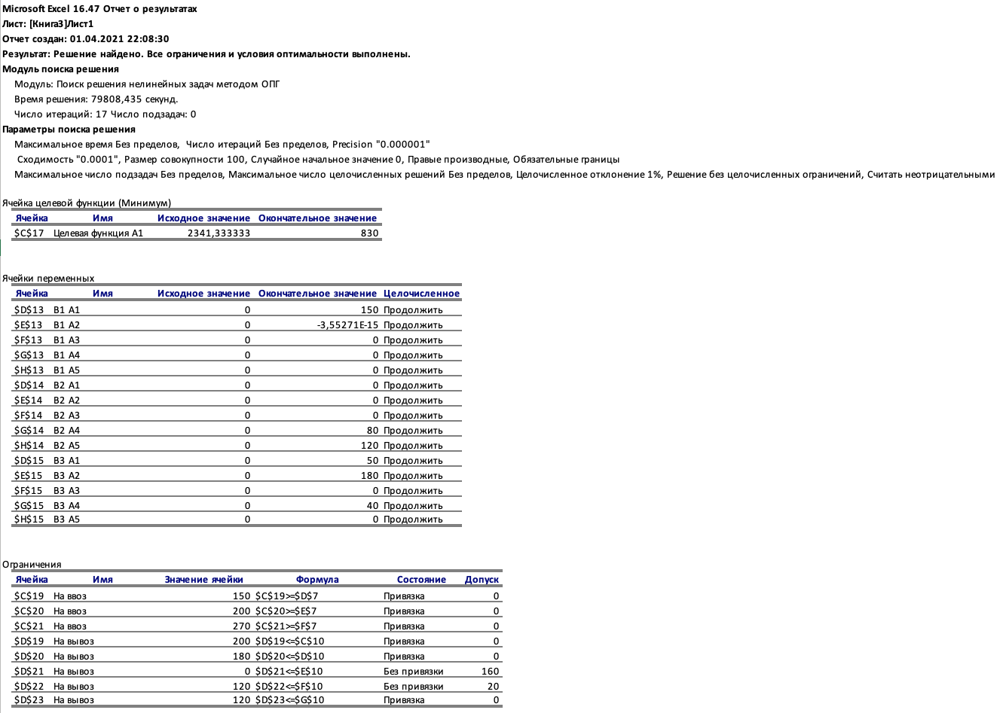 Microsoft Excel 16.47 Отчет о результатах
Лист: [Книга3]Лист1
Отчет создан: 01.04.2021 22:08:30
Результат: Решение найдено. Все ограничения и условия оптимальности выполнены.
Модуль поиска решения
Модуль: Поиск решения нелинейных задач методом ОПГ
Время решения: 79808,435 секунд.
Число итераций: 17 Число подзадач: 0
Параметры поиска решения
Максимальное время Без пределов, Число итераций Без пределов, Precision "0.000001"
Сходимость "0.0001", Размер совокупности 100, Случайное начальное значение 0, Правые производные, Обязательные границы
Максимальное число подзадач Без пределов, Максимальное число целочисленных решений Без пределов, Целочисленное отклонение 1%, Решение без целочисленных ограничений, Считать неотрицательными
Ячейка целевой функции (Минимум)
Ячейка Имя Исходное значение Окончательное значение
$C$17 Целевая функция А1 2341,333333 830
Ячейки переменных
Ячейка Имя Исходное значение Окончательное значение Целочисленное
$D$13 B1 A1 0 150 Продолжить
$E$13 B1 A2 0 -3,55271E-15 Продолжить
$F$13 B1 A3 0 0 Продолжить
$G$13 B1 A4 0 0 Продолжить
$H$13 B1 A5 0 0 Продолжить
$D$14 B2 A1 0 0 Продолжить
$E$14 B2 A2 0 0 Продолжить
$F$14 B2 A3 0 0 Продолжить
$G$14 B2 A4 0 80 Продолжить
$H$14 B2 A5 0 120 Продолжить
$D$15 B3 A1 0 50 Продолжить
$E$15 B3 A2 0 180 Продолжить
$F$15 B3 A3 0 0 Продолжить
$G$15 B3 A4 0 40 Продолжить
$H$15 B3 A5 0 0 Продолжить
Ограничения
Ячейка Имя Значение ячейки Формула Состояние Допуск
$C$19 На ввоз 150 $C$19>=$D$7 Привязка 0
$C$20 На ввоз 200 $C$20>=$E$7 Привязка 0
$C$21 На ввоз 270 $C$21>=$F$7 Привязка 0
$D$19 На вывоз 200 $D$19<=$C$10 Привязка 0
$D$20 На вывоз 180 $D$20<=$D$10 Привязка 0
$D$21 На вывоз 0 $D$21<=$E$10 Без привязки 160
$D$22 На вывоз 120 $D$22<=$F$10 Без привязки 20
$D$23 На вывоз 120 $D$23<=$G$10 Привязка 0